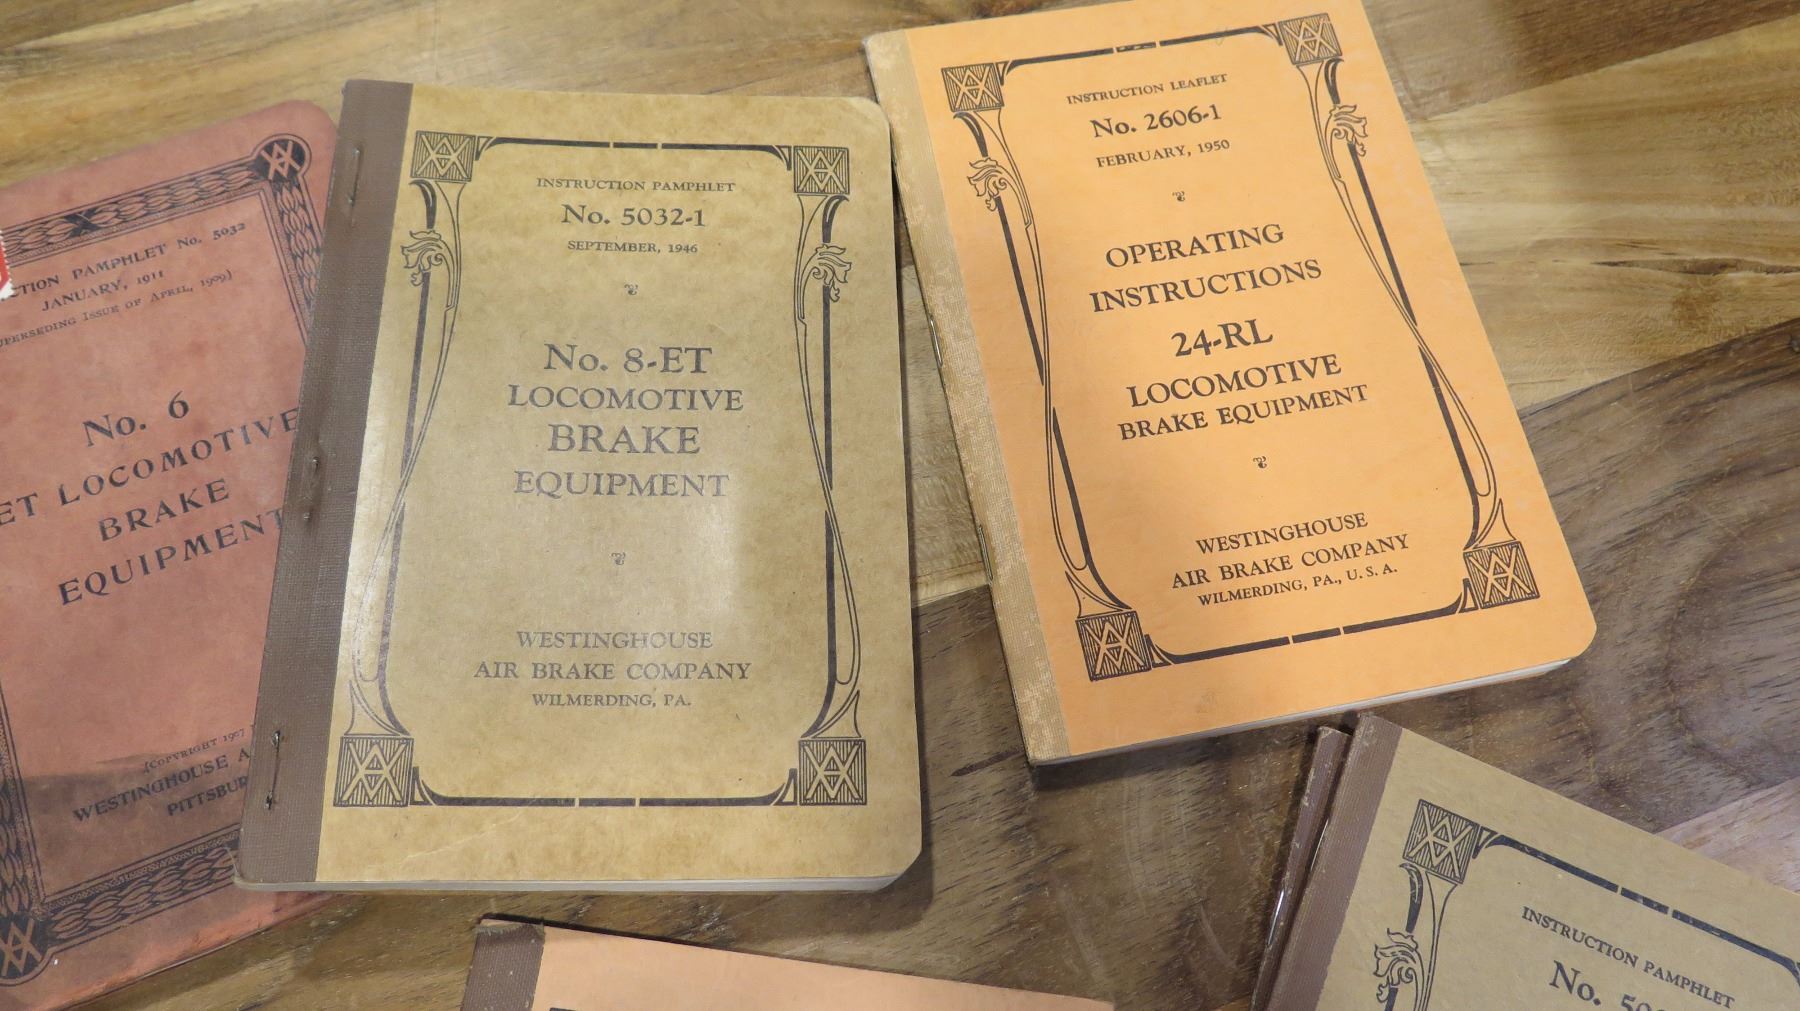 PAMPHLET No. 5032
JANUARY, 1911
ISSUE OF APRIL, 1909)
No. 6
ET LOCOMOTIVE
BRAKE
EQUIPMENT
(COPYRIGHT 1907
WESTINGHOUSE A
INSTRUCTION PAMPHLET
No. 5032-1
SEPTEMBER, 1946
No. 8-ET
LOCOMOTIVE
BRAKE
EQUIPMENT
WESTINGHOUSE
AIR BRAKE COMPANY
WILMERDING, PA.
INSTRUCTION LEAFLET
No. 2606-1
FEBRUARY, 1950
OPERATING
INSTRUCTIONS
24-RL
LOCOMOTIVE
BRAKE EQUIPMENT
WESTINGHOUSE
AIR BRAKE COMPANY
WILMERDING, PA., U. S. A.
INSTRUCTION PAMPHLET
No. 50